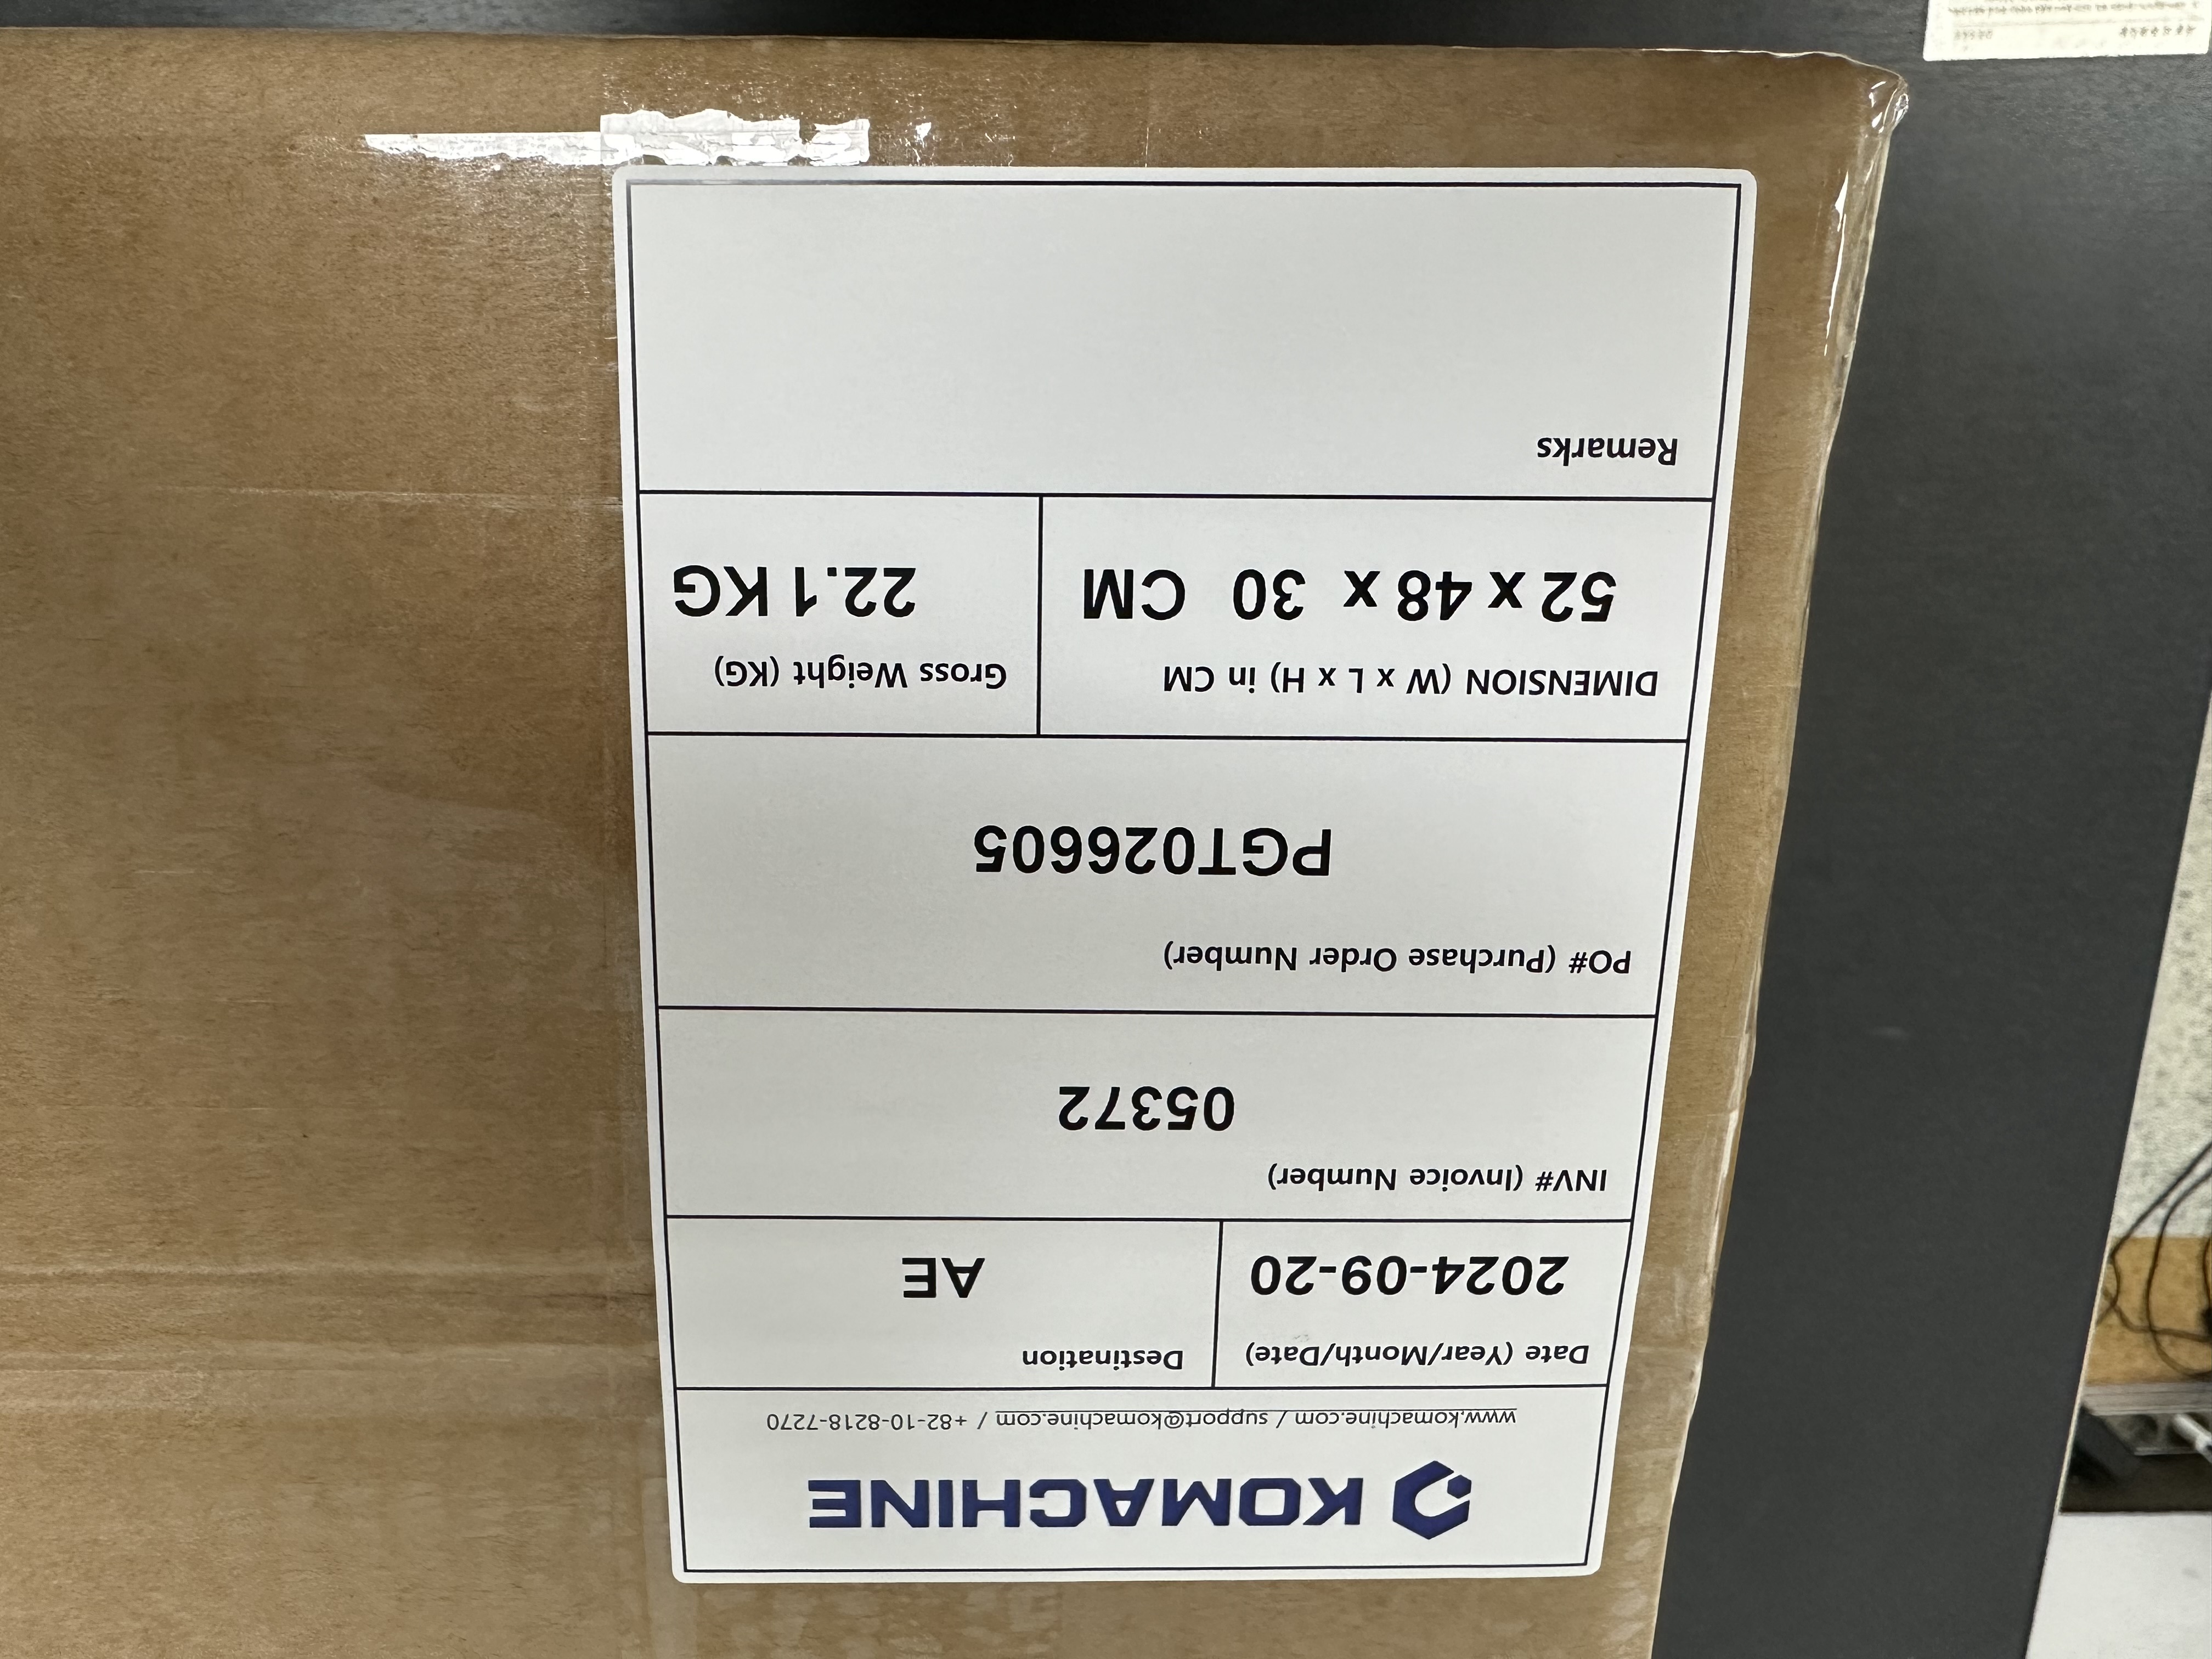 KOMACHINE
www.komachine.com / support@komachine.com / +82-10-8218-7270
Date (Year/Month/Date)
2024-09-20
Destination
AE
INV# (Invoice Number)
05372
PO# (Purchase Order Number)
PGT026605
DIMENSION (W x L x H) in CM
52 x 48 x 30 CM
Gross Weight (KG)
22.1 KG
Remarks